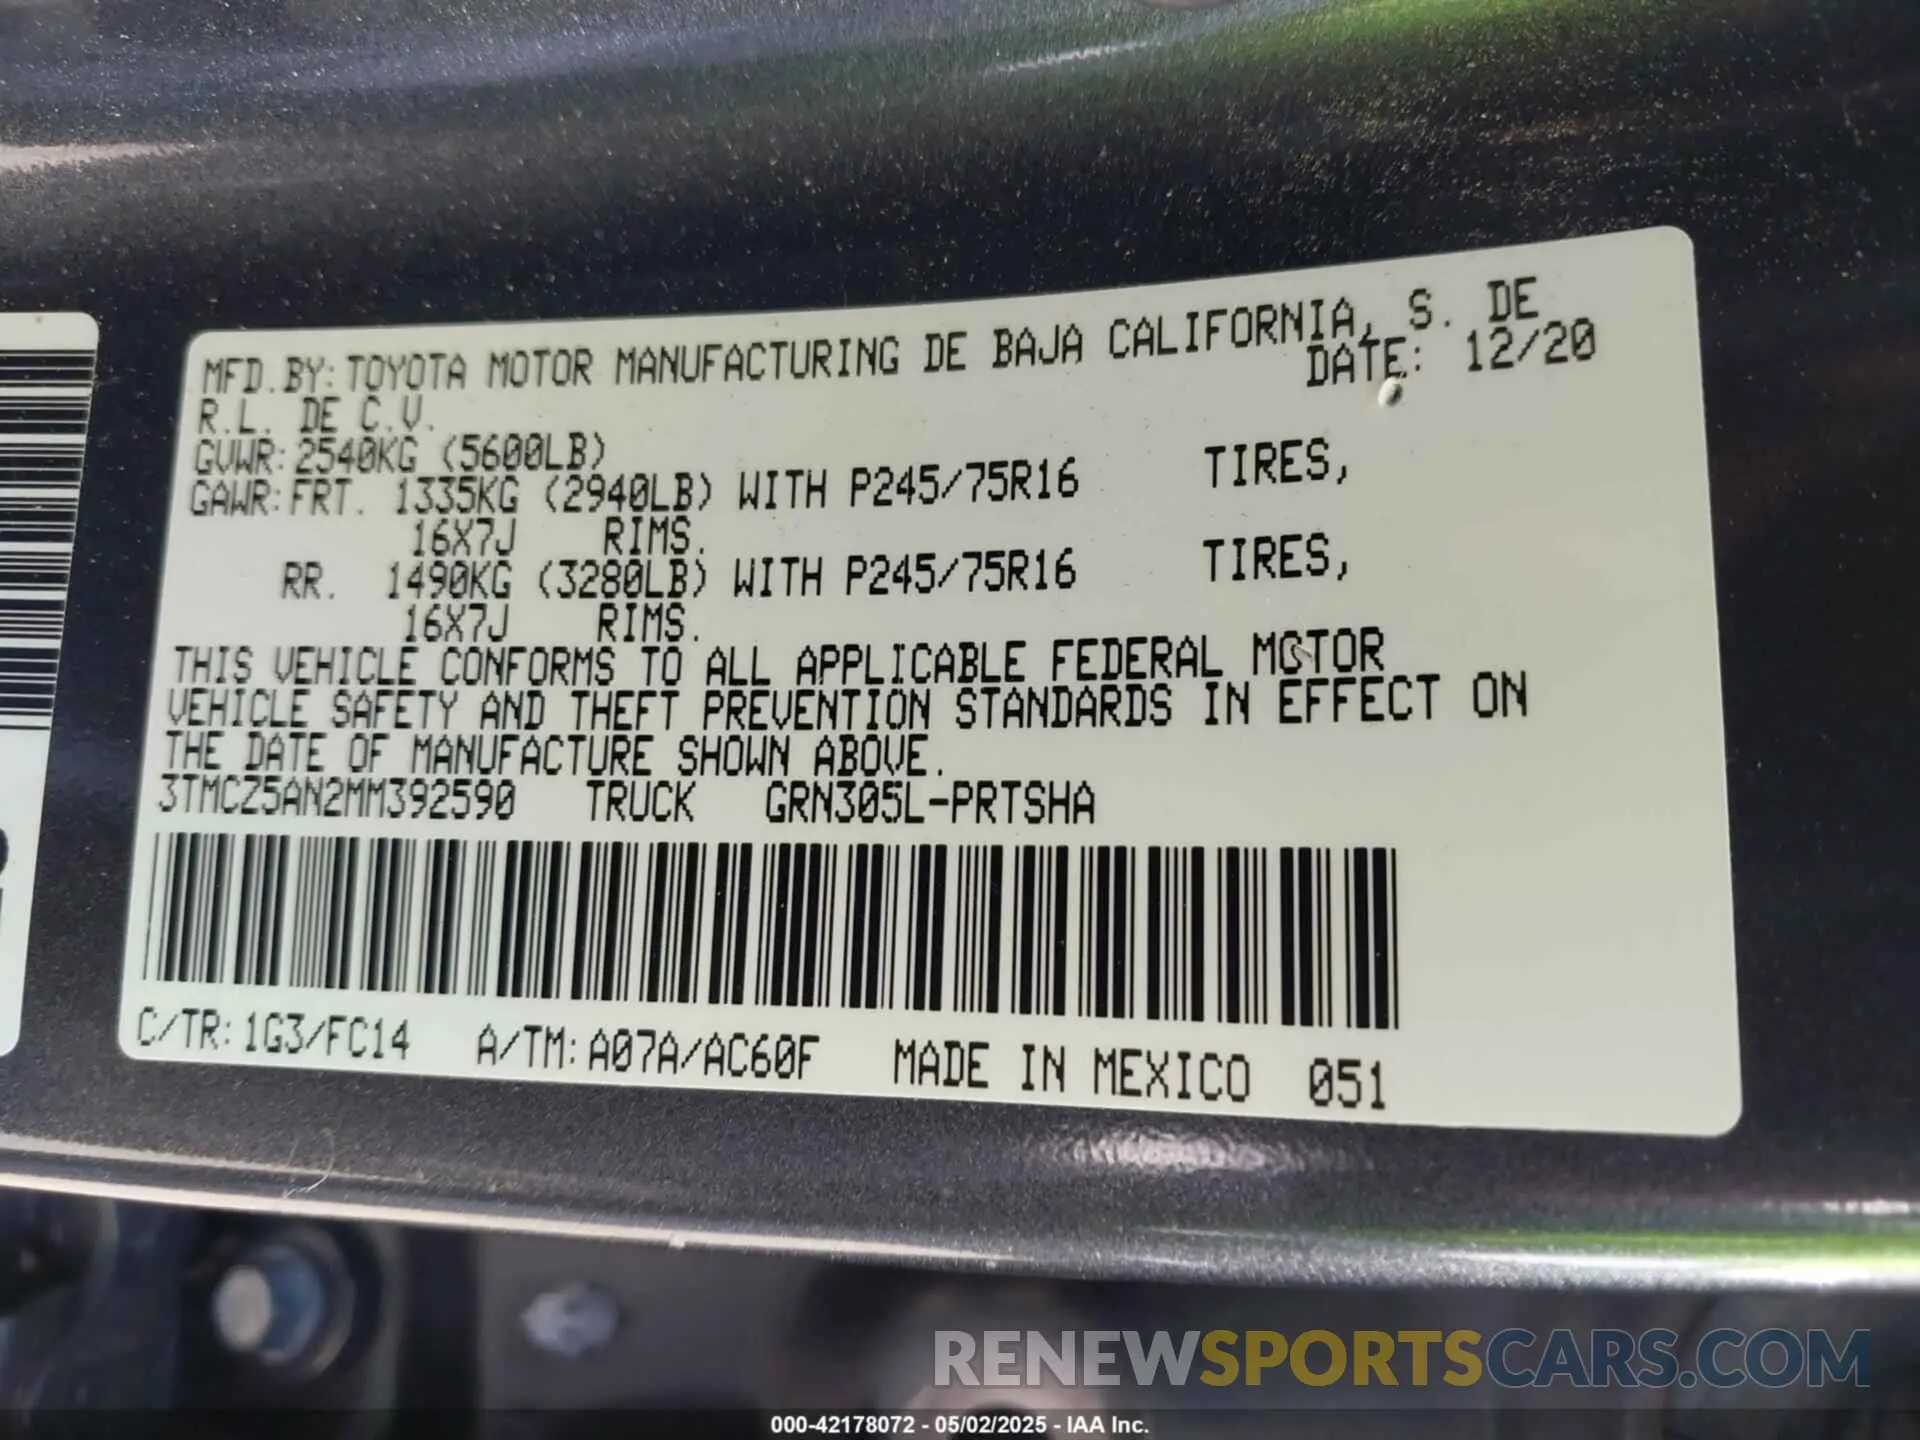 MFD.BY:TOYOTA MOTOR MANUFACTURING DE BAJA CALIFORNIA, S. DE
R.L. DE C.V. DATE: 12/20
GVWR:2540KG (5600LB)
GAWR:FRT. 1335KG (2940LB) WITH P245/75R16 TIRES,
16X7J RIMS.
RR. 1490KG (3280LB) WITH P245/75R16 TIRES,
16X7J RIMS.
THIS VEHICLE CONFORMS TO ALL APPLICABLE FEDERAL MOTOR
VEHICLE SAFETY AND THEFT PREVENTION STANDARDS IN EFFECT ON
THE DATE OF MANUFACTURE SHOWN ABOVE.
3TMCZ5AN2MM392590 TRUCK GRN305L-PRTSHA
C/TR:1G3/FC14 A/TM:A07A/AC60F MADE IN MEXICO 051
RENEWSPORTSCARS.COM
000-42178072 - 05/02/2025 - IAA Inc.